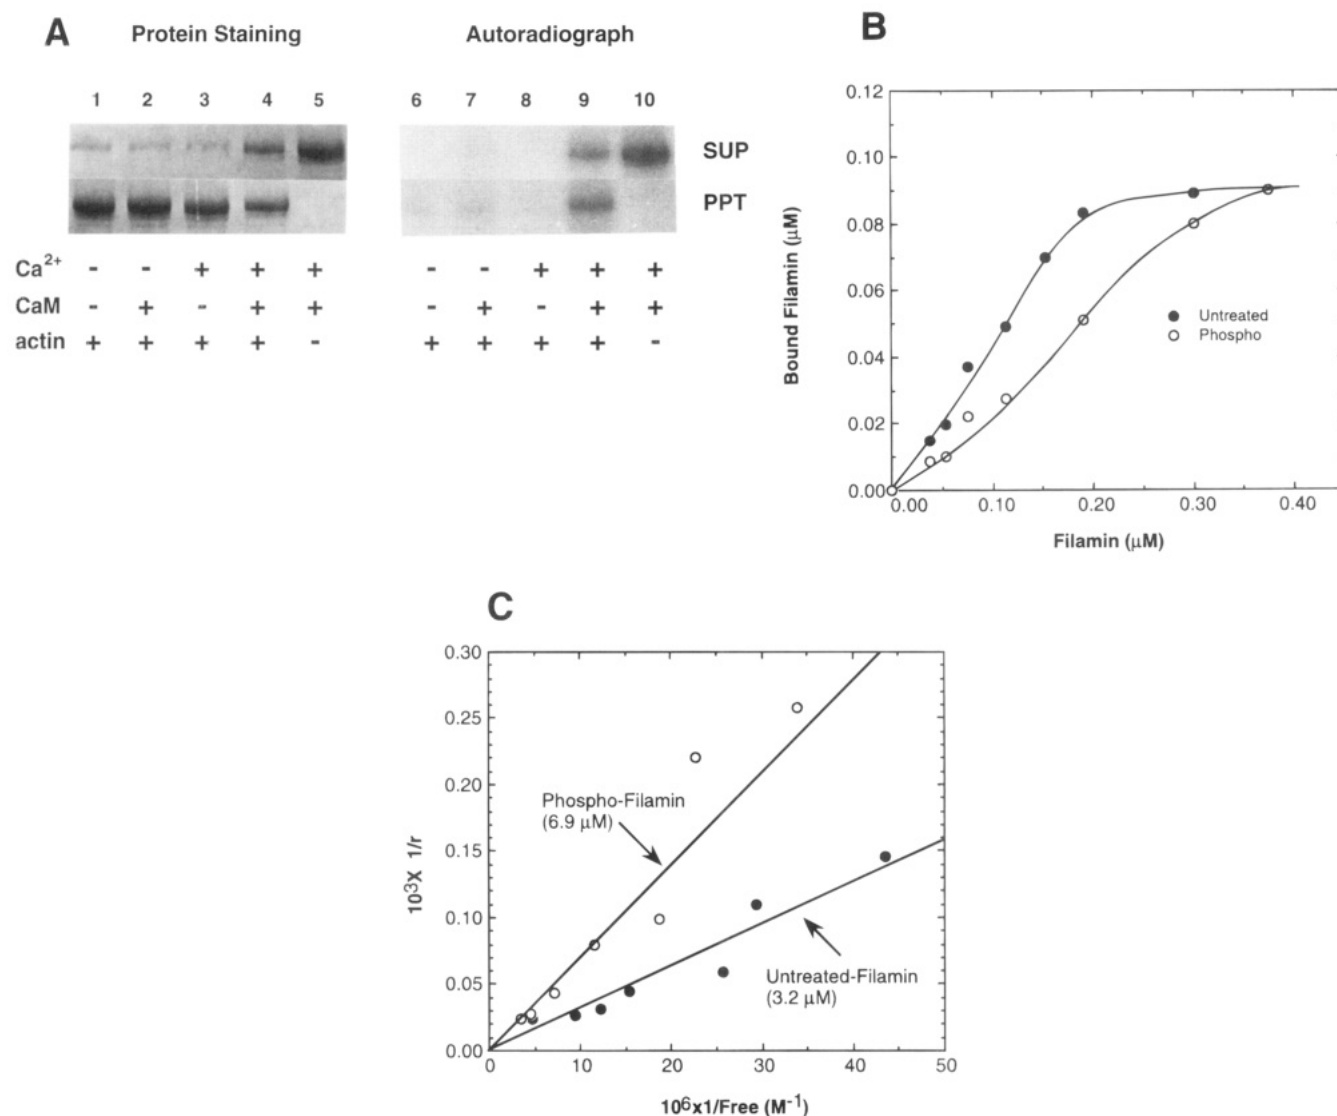 A
Protein Staining
Autoradiograph
1 2 3 4 5
6 7 8 9 10
SUP
PPT
Ca2+ - - + + + - - + + +
CaM - + - + + - + - + +
actin + + + + - + + + + -
B
Bound Filamin (μM)
0.12
0.10
0.08
0.06
0.04
0.02
0.00
0.00 0.10 0.20 0.30 0.40
Filamin (μM)
Untreated
Phospho
C
10³X 1/r
0.30
0.25
0.20
0.15
0.10
0.05
0.00
0 10 20 30 40 50
10⁶x1/Free (M⁻¹)
Phospho-Filamin
(6.9 μM)
Untreated-Filamin
(3.2 μM)